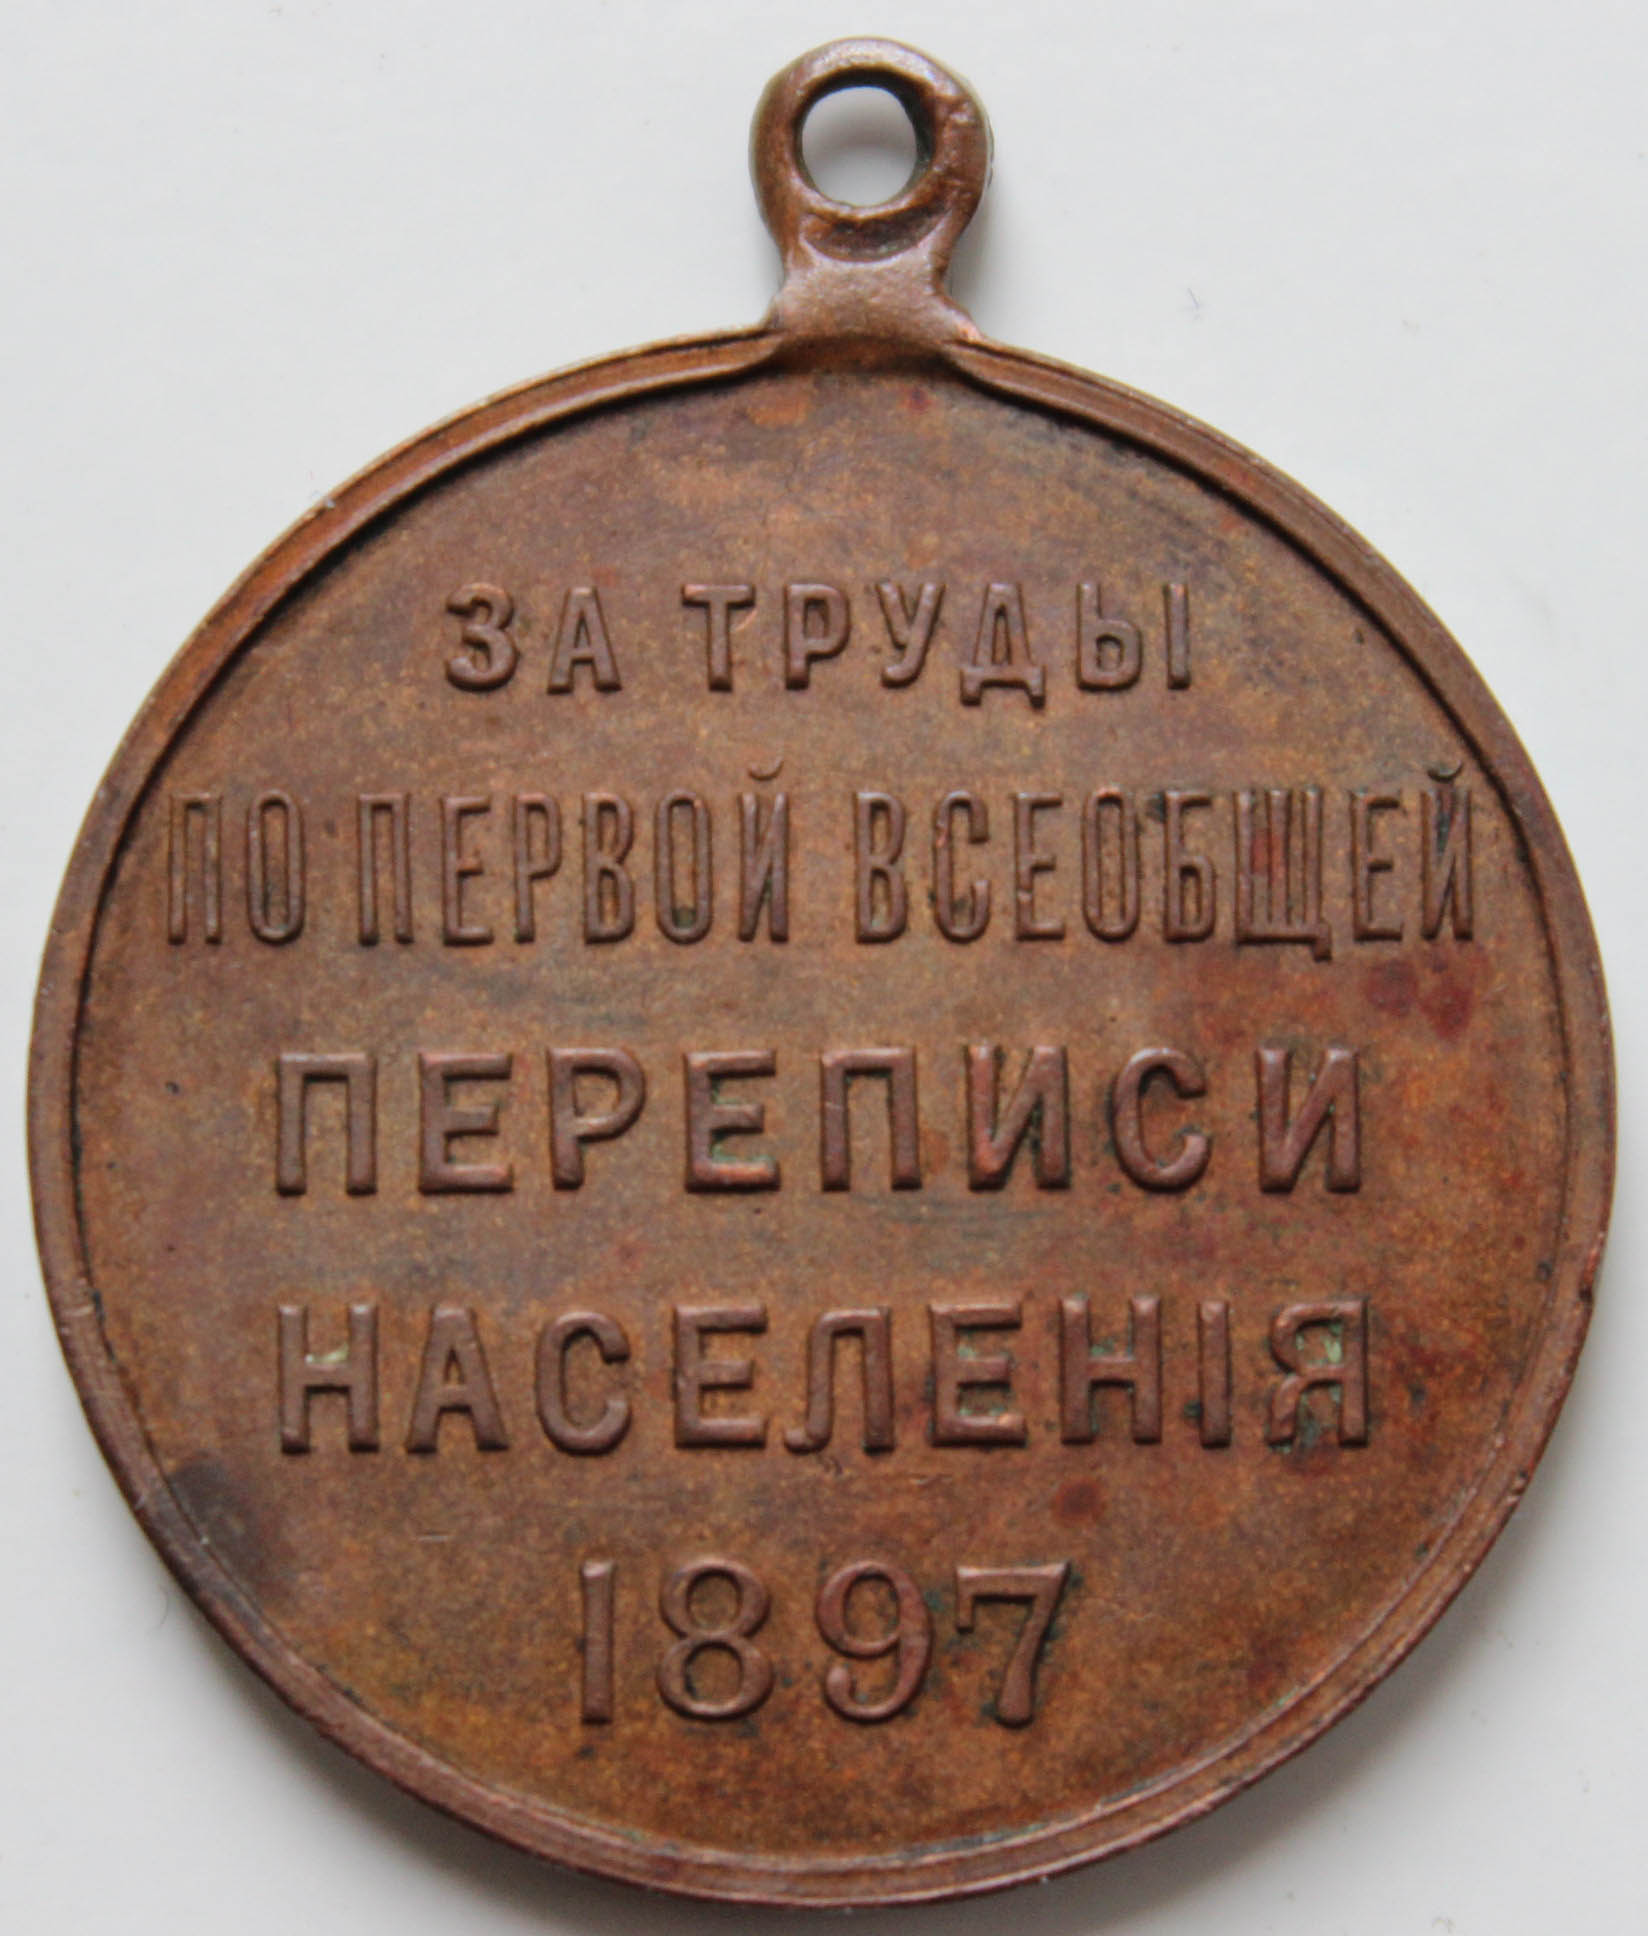 ЗА ТРУДЫ
ПО ПЕРВОЙ ВСЕОБЩЕЙ
ПЕРЕПИСИ
НАСЕЛЕНІЯ
1897